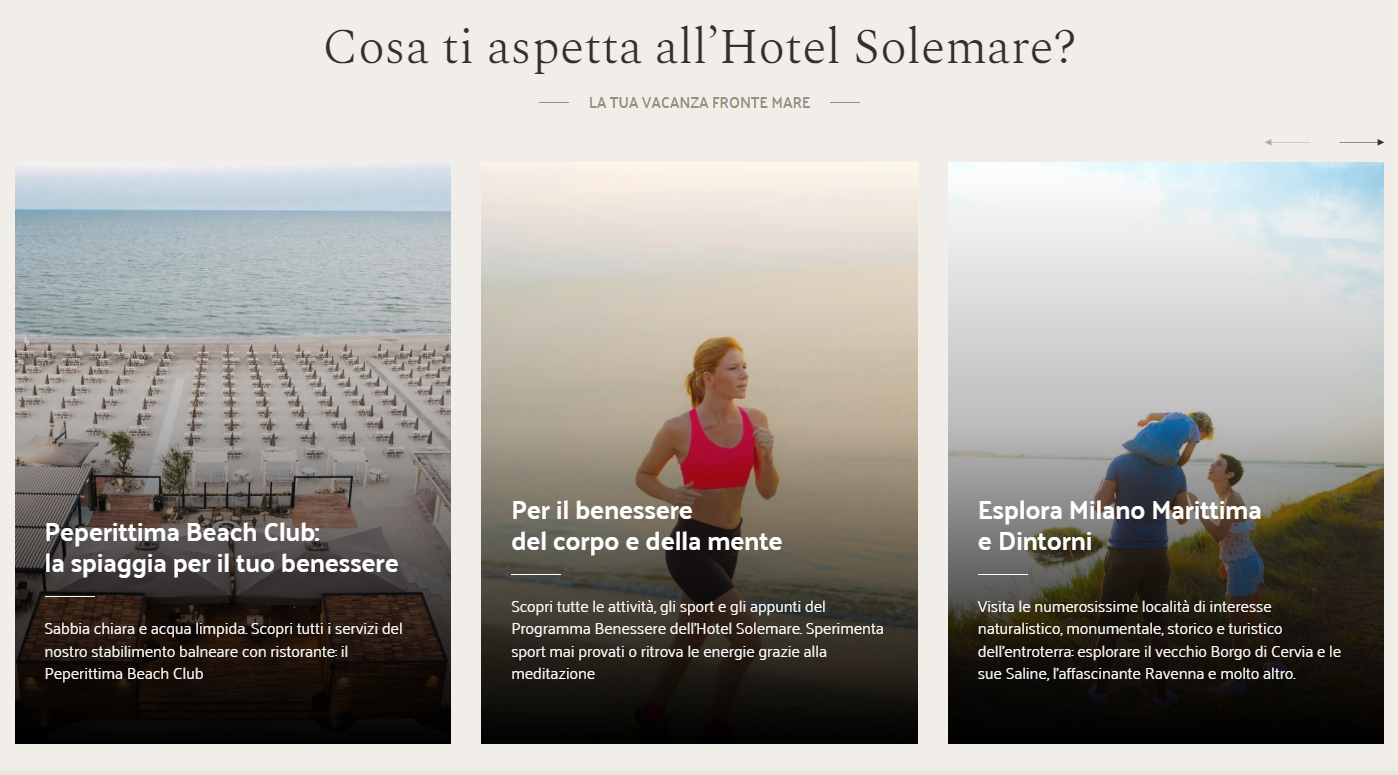 Cosa ti aspetta all’Hotel Solemare?
LA TUA VACANZA FRONTE MARE
Peperittima Beach Club:
la spiaggia per il tuo benessere
Sabbia chiara e acqua limpida. Scopri tutti i servizi del
nostro stabilimento balneare con ristorante: il
Peperittima Beach Club
Per il benessere
del corpo e della mente
Scopri tutte le attività, gli sport e gli appunti del
Programma Benessere dell'Hotel Solemare. Sperimenta
sport mai provati o ritrova le energie grazie alla
meditazione
Esplora Milano Marittima
e Dintorni
Visita le numerosissime località di interesse
naturalistico, monumentale, storico e turistico
dell'entroterra: esplorare il vecchio Borgo di Cervia e le
sue Saline, l'affascinante Ravenna e molto altro.